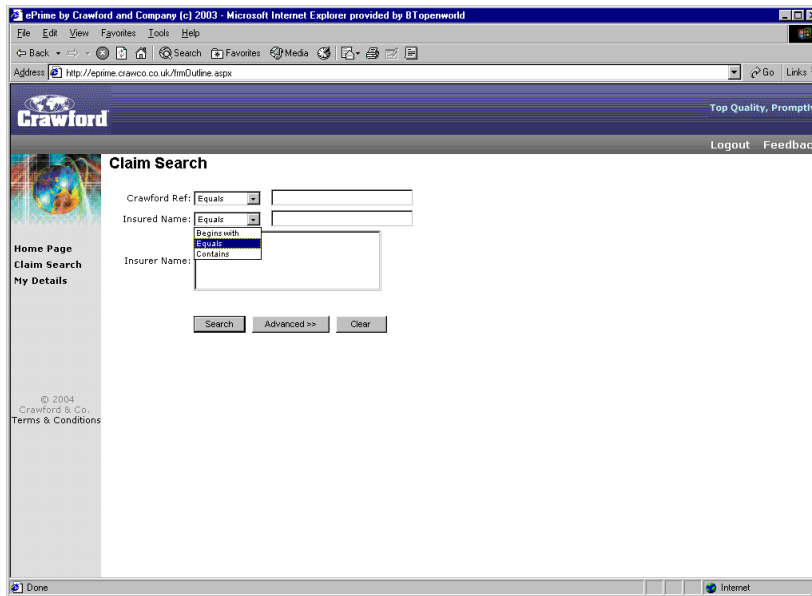 ePrime by Crawford and Company (c) 2003 - Microsoft Internet Explorer provided by BTopenworld
File Edit View Favorites Tools Help
Back Search Favorites Media
Address http://eprime.crawco.co.uk/frmOutline.aspx Go Links
Crawford
Top Quality, Promptl
Logout Feedbac
Claim Search
Crawford Ref: Equals
Insured Name: Equals
Begins with
Equals
Contains
Insurer Name:
Home Page
Claim Search
My Details
Search Advanced >> Clear
© 2004
Crawford & Co.
Terms & Conditions
Done Internet